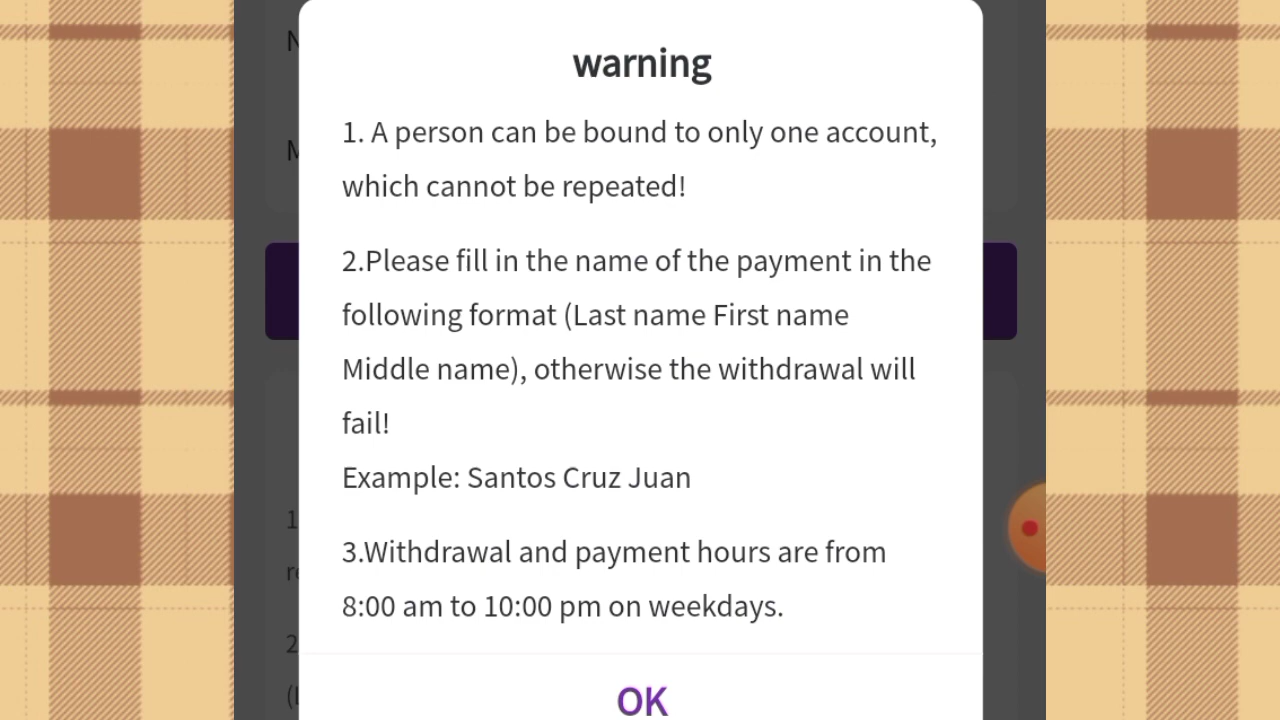 warning
1. A person can be bound to only one account,
which cannot be repeated!
2.Please fill in the name of the payment in the
following format (Last name First name
Middle name), otherwise the withdrawal will
fail!
Example: Santos Cruz Juan
3.Withdrawal and payment hours are from
8:00 am to 10:00 pm on weekdays.
OK